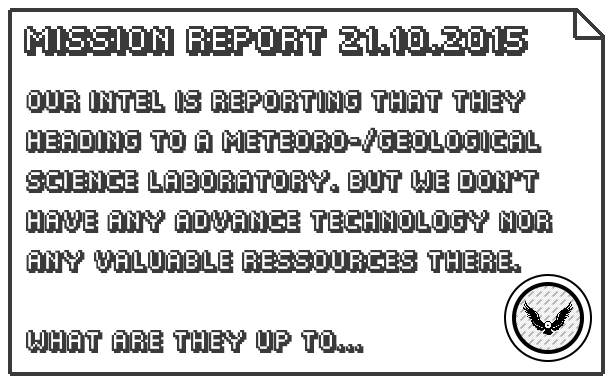 MISSION REPORT 21.10.2015
OUR INTEL IS REPORTING THAT THEY
HEADING TO A METEORO-/GEOLOGICAL
SCIENCE LABORATORY. BUT WE DON'T
HAVE ANY ADVANCE TECHNOLOGY NOR
ANY VALUABLE RESSOURCES THERE.
WHAT ARE THEY UP TO...